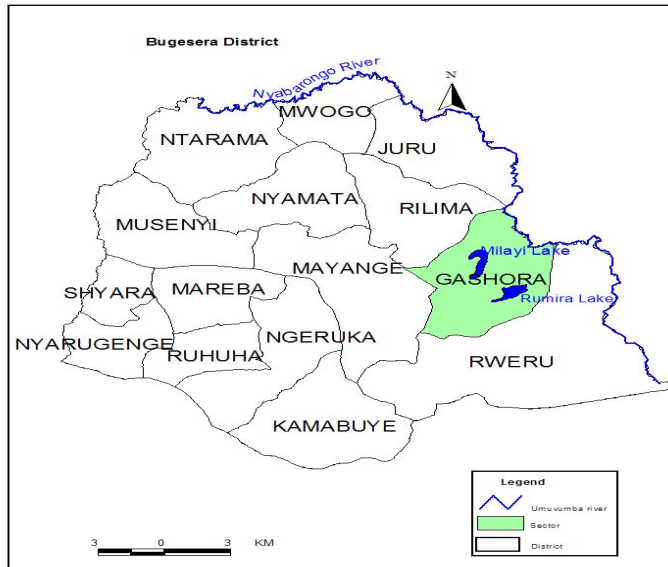 Bugesera District
Nyabarongo River
N
MWOGO
NTARAMA
JURU
NYAMATA
RILIMA
MUSENYI
Milayi Lake
MAYANGE
GASHORA
SHYARA
MAREBA
Rumira Lake
NYARUGENGE
RUHUHA
NGERUKA
RWERU
KAMABUYE
Legend
Umuvumba river
Sector
District
3 0 3 KM